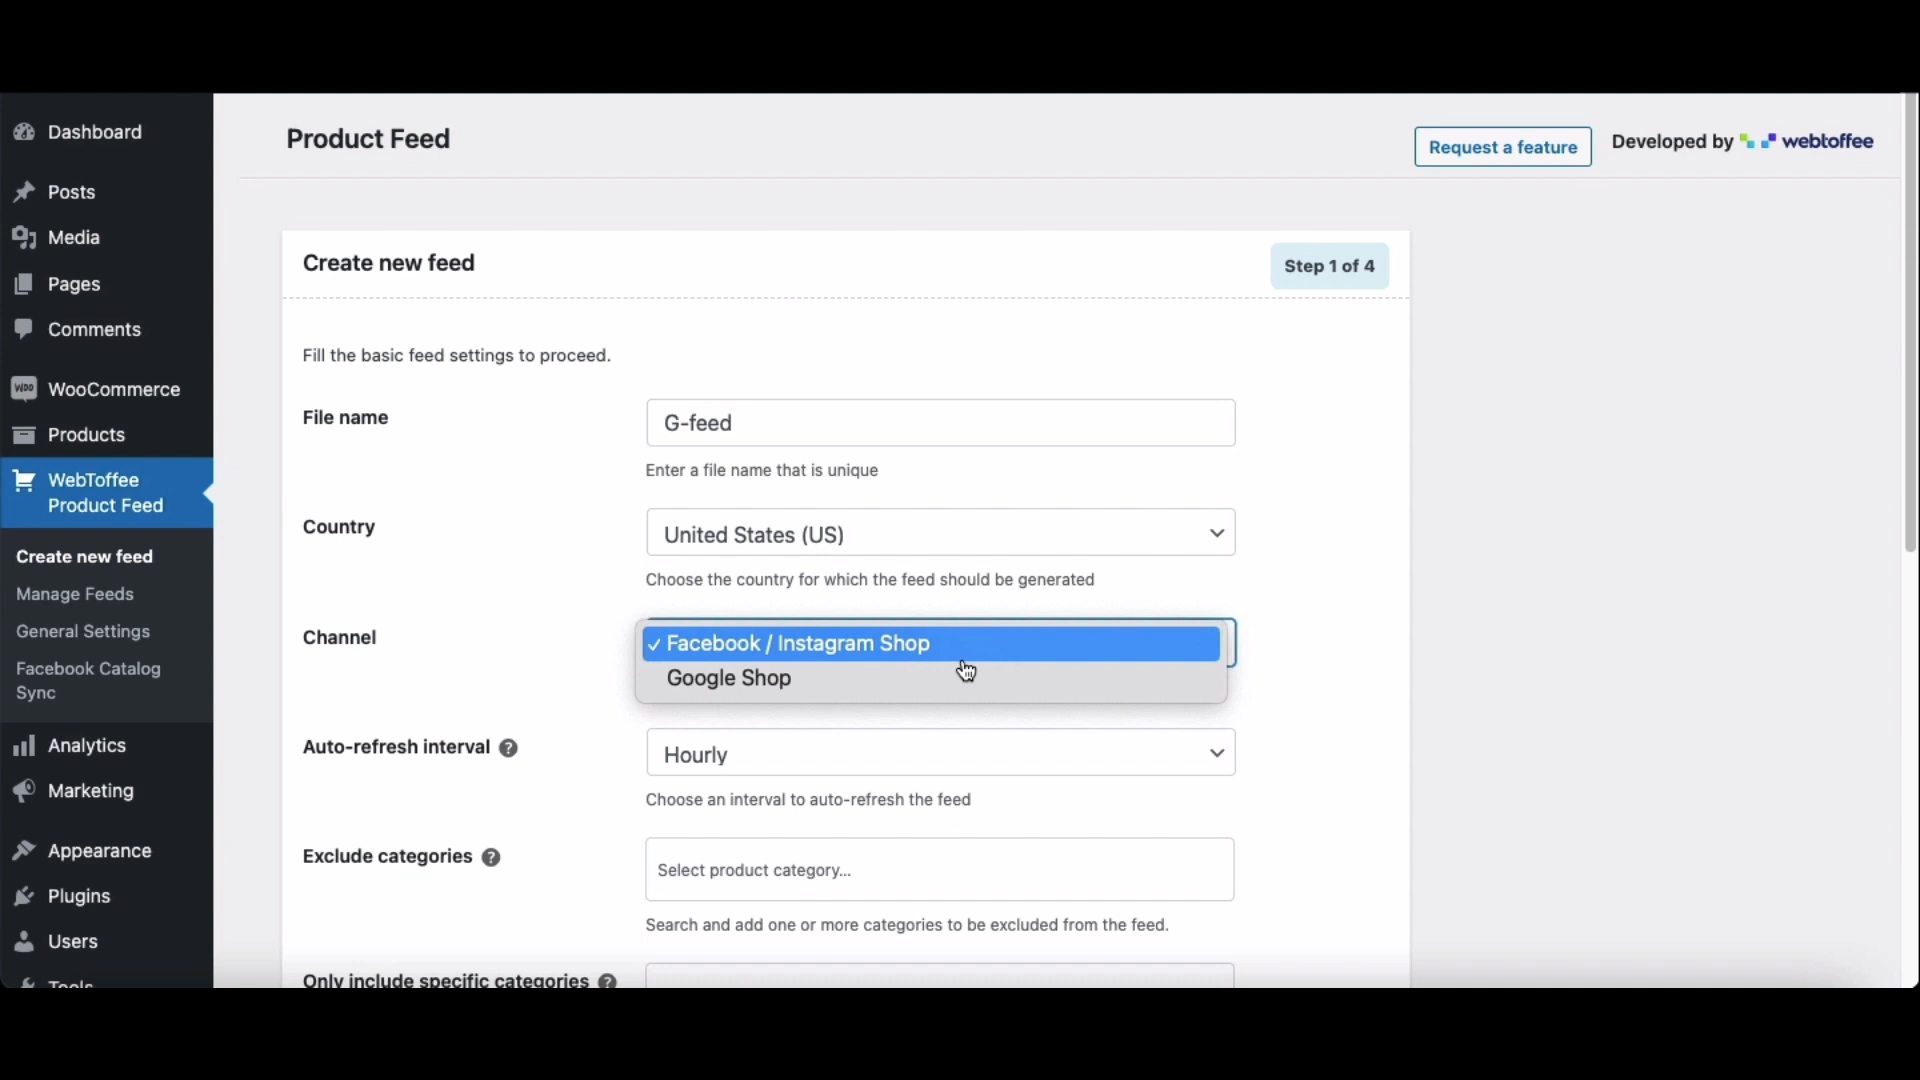 Dashboard
Posts
Media
Pages
Comments
WOO WooCommerce
Products
WebToffee
Product Feed
Create new feed
Manage Feeds
General Settings
Facebook Catalog
Sync
Analytics
Marketing
Appearance
Plugins
Users
Tools
Product Feed
Request a feature
Developed by webtoffee
Create new feed
Step 1 of 4
Fill the basic feed settings to proceed.
File name
G-feed
Enter a file name that is unique
Country
United States (US)
Choose the country for which the feed should be generated
Channel
✓ Facebook / Instagram Shop
Google Shop
Auto-refresh interval ?
Hourly
Choose an interval to auto-refresh the feed
Exclude categories ?
Select product category...
Search and add one or more categories to be excluded from the feed.
Only include specific categories ?